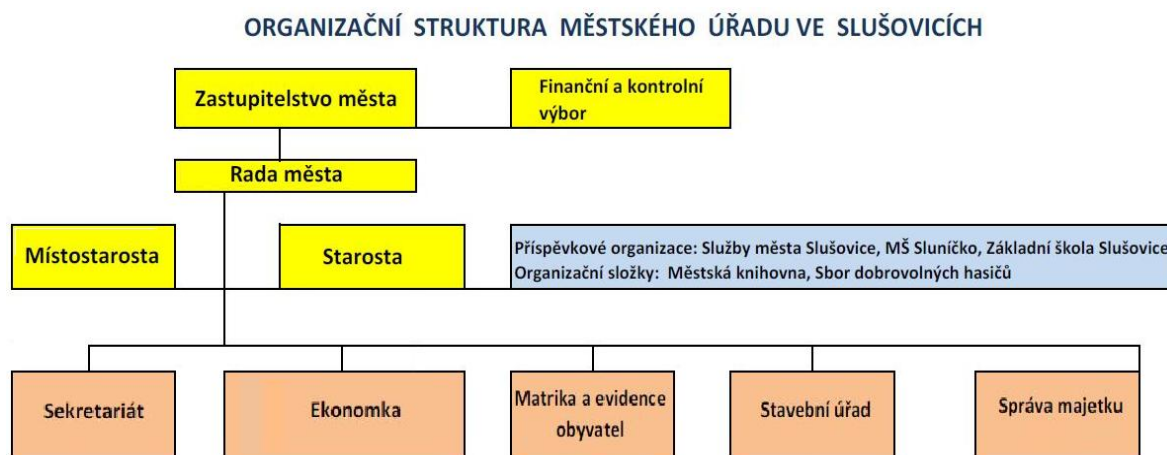 ORGANIZAČNÍ STRUKTURA MĚSTSKÉHO ÚŘADU VE SLUŠOVICÍCH
Zastupitelstvo města
Finanční a kontrolní
výbor
Rada města
Místostarosta
Starosta
Příspěvkové organizace: Služby města Slušovice, MŠ Sluníčko, Základní škola Slušovice
Organizační složky: Městská knihovna, Sbor dobrovolných hasičů
Sekretariát
Ekonomka
Matrika a evidence
obyvatel
Stavební úřad
Správa majetku